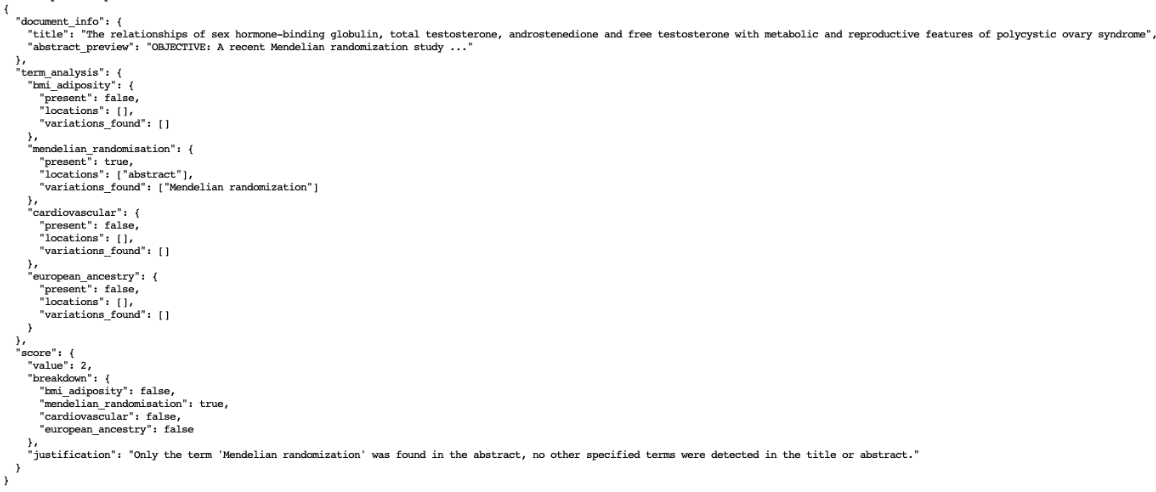 {
  "document_info": {
    "title": "The relationships of sex hormone-binding globulin, total testosterone, androstenedione and free testosterone with metabolic and reproductive features of polycystic ovary syndrome",
    "abstract_preview": "OBJECTIVE: A recent Mendelian randomization study ..."
  },
  "term_analysis": {
    "bmi_adiposity": {
      "present": false,
      "locations": [],
      "variations_found": []
    },
    "mendelian_randomisation": {
      "present": true,
      "locations": ["abstract"],
      "variations_found": ["Mendelian randomization"]
    },
    "cardiovascular": {
      "present": false,
      "locations": [],
      "variations_found": []
    },
    "european_ancestry": {
      "present": false,
      "locations": [],
      "variations_found": []
    }
  },
  "score": {
    "value": 2,
    "breakdown": {
      "bmi_adiposity": false,
      "mendelian_randomisation": true,
      "cardiovascular": false,
      "european_ancestry": false
    },
    "justification": "Only the term 'Mendelian randomization' was found in the abstract, no other specified terms were detected in the title or abstract."
  }
}